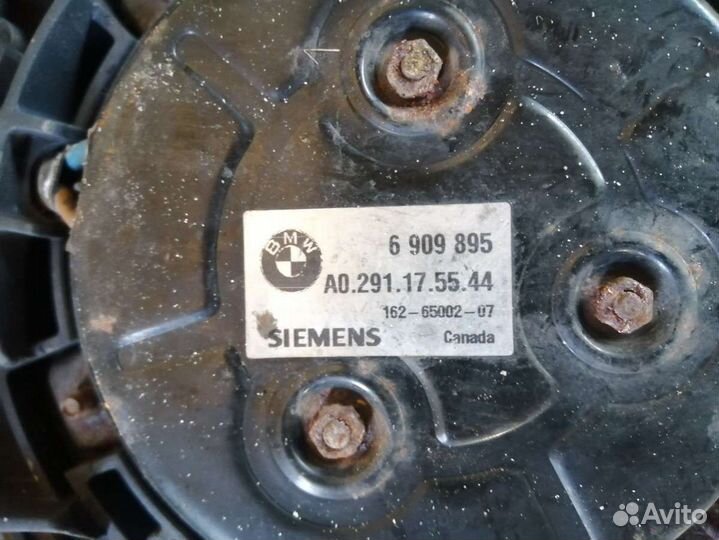 BMW
6 909 895
A0.291.17.55.44
162-65002-07
SIEMENS Canada
Avito